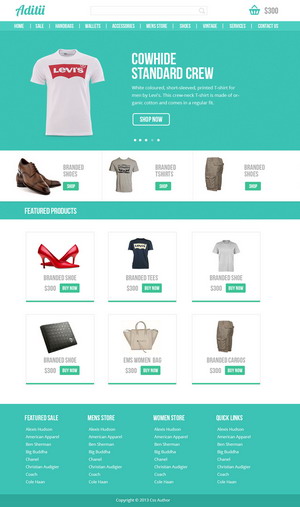 Aditii
$300
HOME | SALE | HANDBAGS | WALLETS | ACCESSORIES | MENS STORE | SHOES | VINTAGE | SERVICES | CONTACT US
LEVI'S
COWHIDE
STANDARD CREW
White coloured, short-sleeved, printed T-shirt for
men by Levi's. This crew-neck T-shirt is made of or-
ganic cotton and comes in a regular fit.
SHOP NOW
BRANDED
SHOES
SHOP
BRANDED
TSHIRTS
SHOP
BRANDED
CARGOS
SHOP
FEATURED PRODUCTS
BRANDED SHOE
$300 BUY NOW
BRANDED TEES
$300 BUY NOW
BRANDED SHOE
$300 BUY NOW
BRANDED SHOE
$300 BUY NOW
EMS WOMEN BAG
$300 BUY NOW
BRANDED CARGOS
$300 BUY NOW
FEATURED SALE
Alexis Hudson
American Apparel
Ben Sherman
Big Buddha
Chanel
Christian Audigier
Coach
Cole Haan
MENS STORE
Alexis Hudson
American Apparel
Ben Sherman
Big Buddha
Chanel
Christian Audigier
Coach
Cole Haan
WOMEN STORE
Alexis Hudson
American Apparel
Ben Sherman
Big Buddha
Chanel
Christian Audigier
Coach
Cole Haan
QUICK LINKS
Alexis Hudson
American Apparel
Ben Sherman
Big Buddha
Chanel
Christian Audigier
Coach
Cole Haan
Copyright © 2013 Css Author